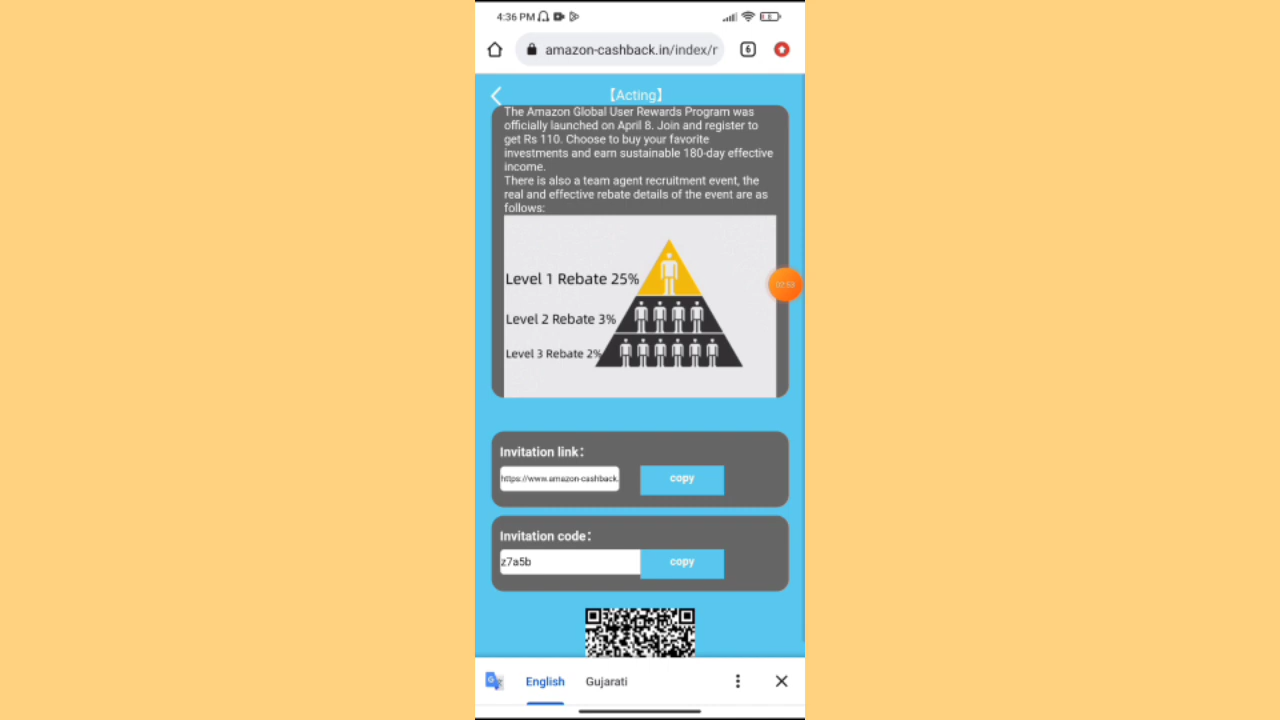 4:36 PM
amazon-cashback.in/index/r
6
【Acting】
The Amazon Global User Rewards Program was
officially launched on April 8. Join and register to
get Rs 110. Choose to buy your favorite
investments and earn sustainable 180-day effective
income.
There is also a team agent recruitment event, the
real and effective rebate details of the event are as
follows:
Level 1 Rebate 25%
Level 2 Rebate 3%
Level 3 Rebate 2%
Invitation link：
https://www.amazon-cashback.
copy
Invitation code：
z7a5b
copy
English
Gujarati